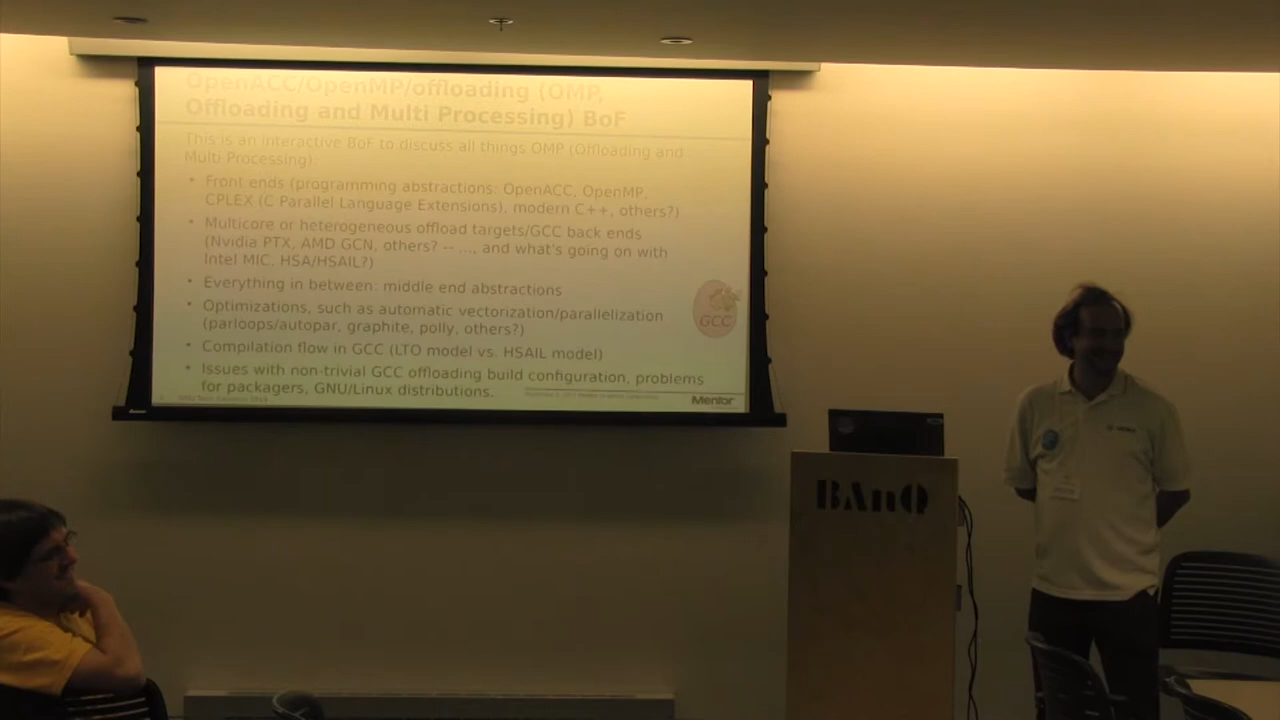 OpenACC/OpenMP/offloading (OMP,
Offloading and Multi Processing) BoF
This is an interactive BoF to discuss all things OMP (Offloading and
Multi Processing):
• Front ends (programming abstractions: OpenACC, OpenMP,
CPLEX (C Parallel Language Extensions), modern C++, others?)
• Multicore or heterogeneous offload targets/GCC back ends
(Nvidia PTX, AMD GCN, others? -- ..., and what's going on with
Intel MIC, HSA/HSAIL?)
• Everything in between: middle end abstractions
• Optimizations, such as automatic vectorization/parallelization
(parloops/autopar, graphite, polly, others?)
GCC
• Compilation flow in GCC (LTO model vs. HSAIL model)
• Issues with non-trivial GCC offloading build configuration, problems
for packagers, GNU/Linux distributions.
Mentor
BAnQ